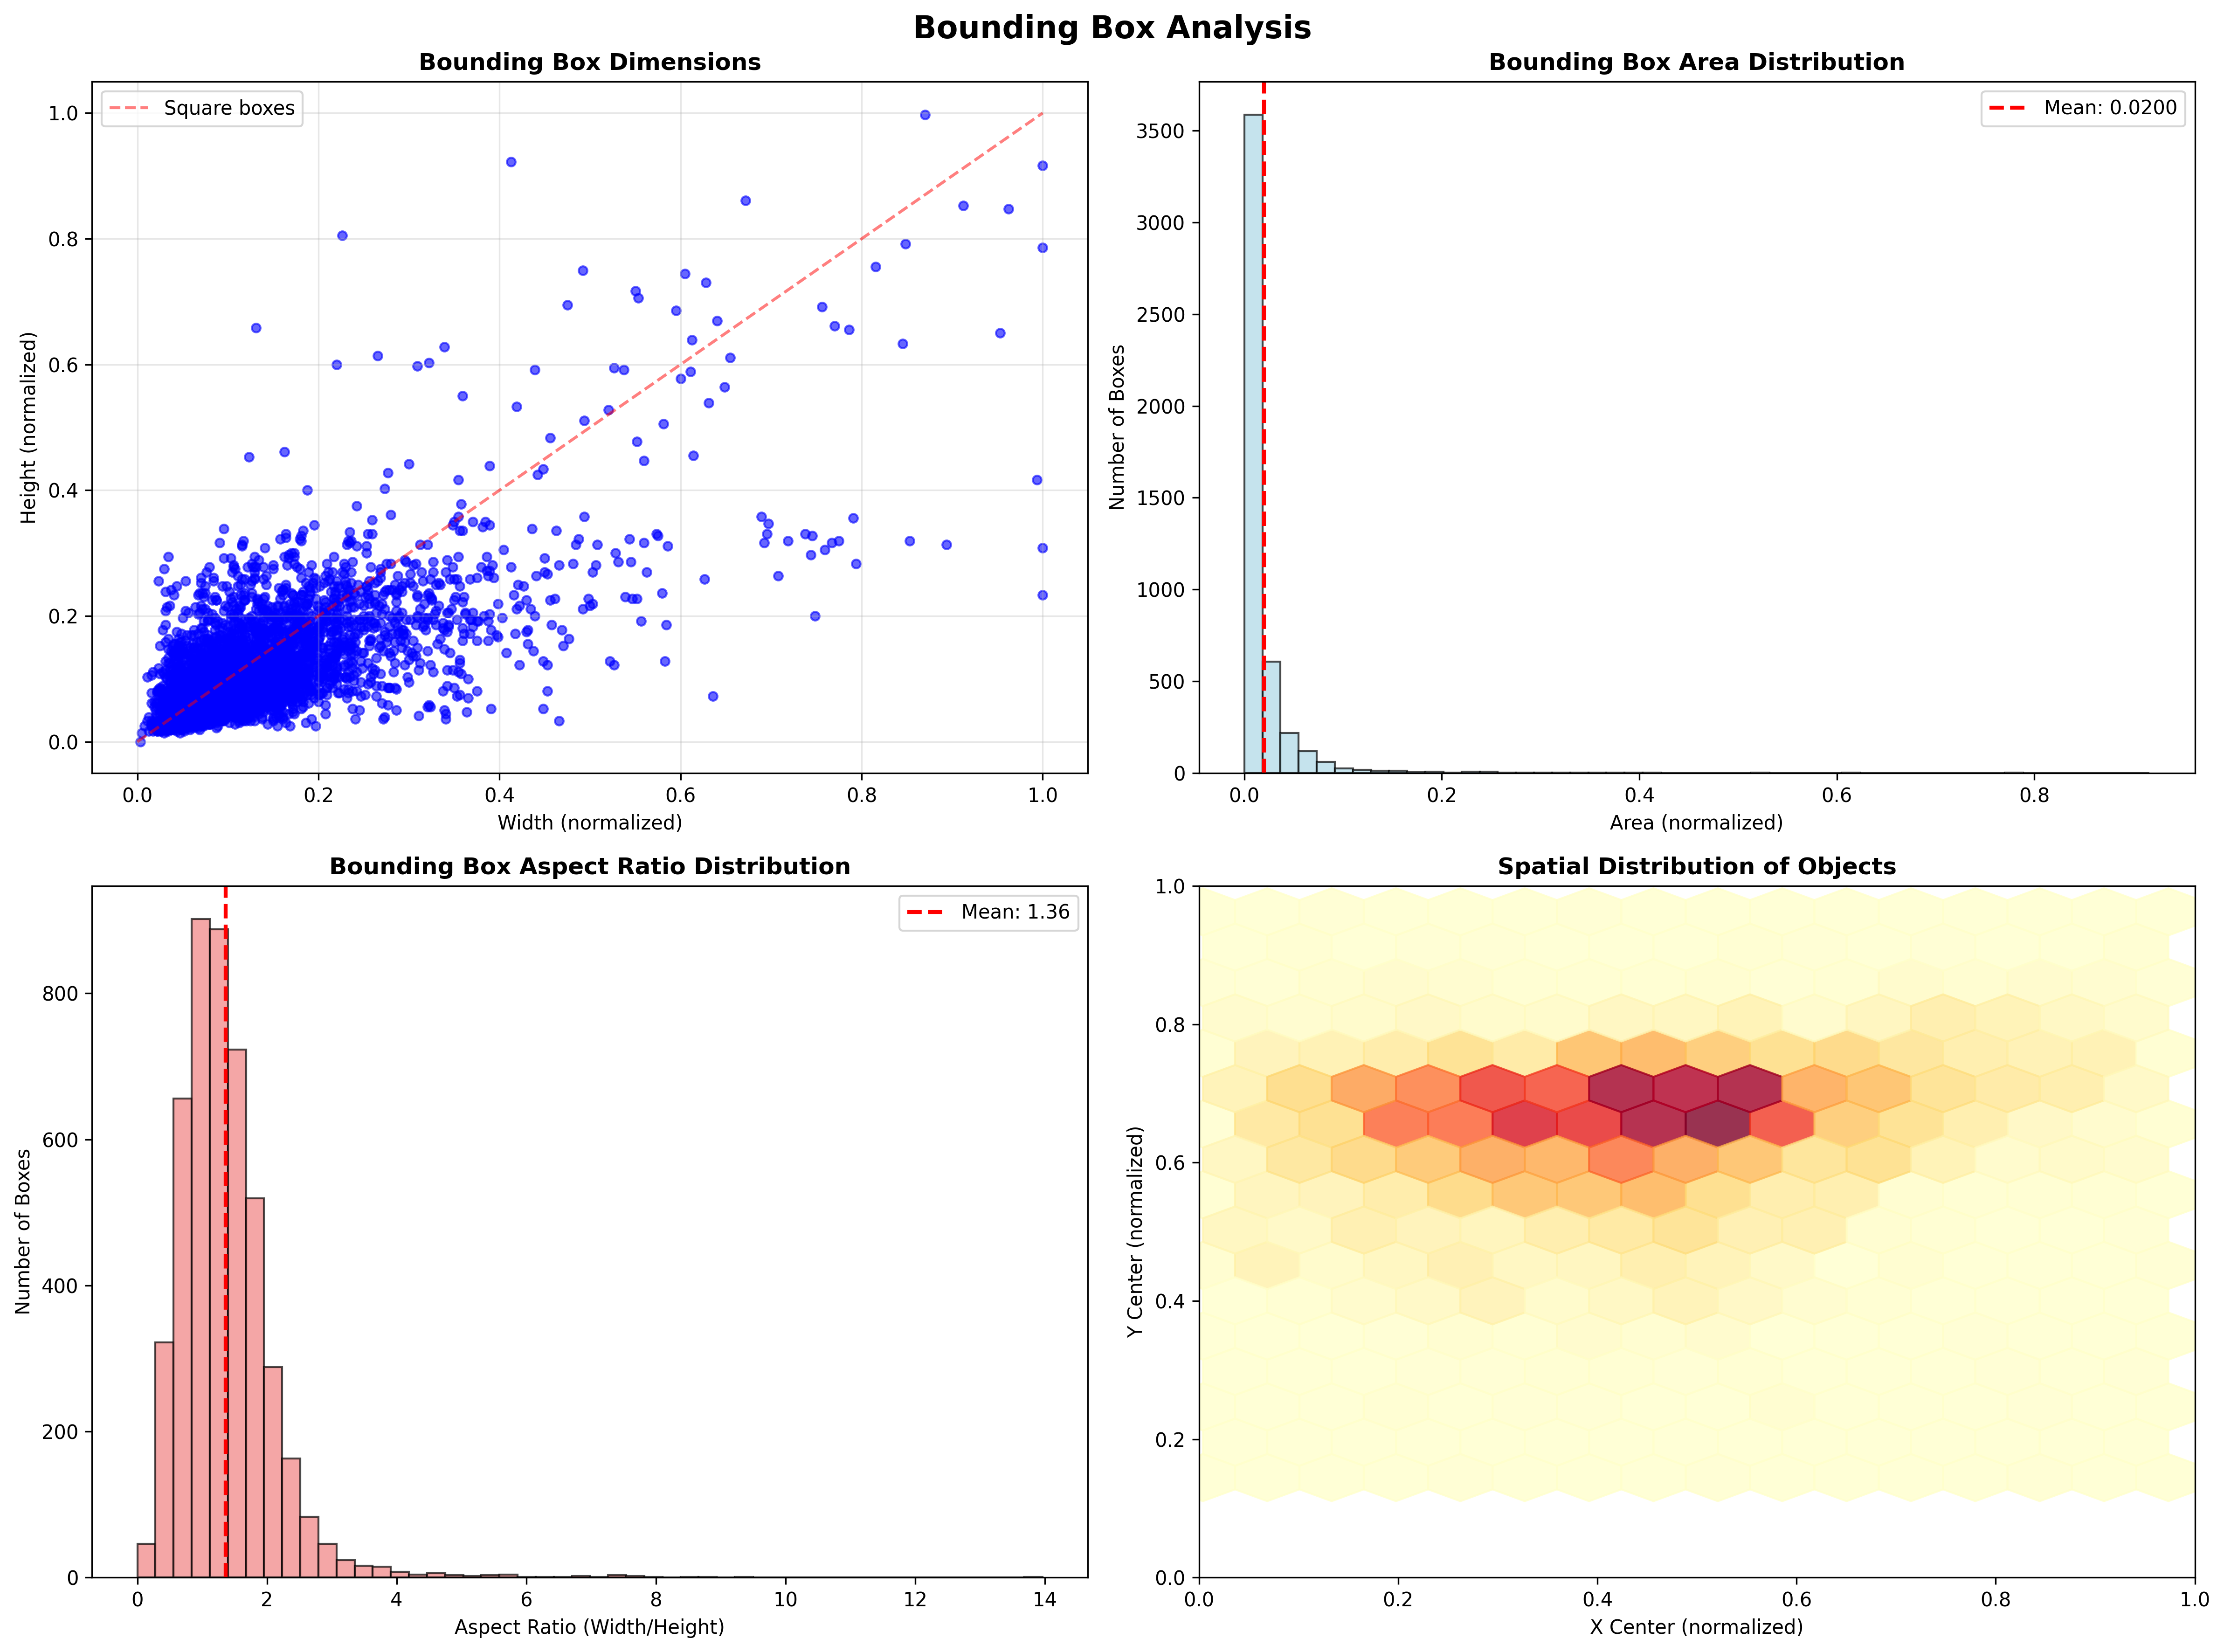 Bounding Box Analysis
Bounding Box Dimensions
Square boxes
1.0
0.8
0.6
0.4
0.2
0.0
Height (normalized)
0.0 0.2 0.4 0.6 0.8 1.0
Width (normalized)
Bounding Box Area Distribution
Mean: 0.0200
3500
3000
2500
2000
1500
1000
500
0
Number of Boxes
0.0 0.2 0.4 0.6 0.8
Area (normalized)
Bounding Box Aspect Ratio Distribution
Mean: 1.36
800
600
400
200
0
Number of Boxes
0 2 4 6 8 10 12 14
Aspect Ratio (Width/Height)
Spatial Distribution of Objects
1.0
0.8
0.6
0.4
0.2
0.0
Y Center (normalized)
0.0 0.2 0.4 0.6 0.8 1.0
X Center (normalized)